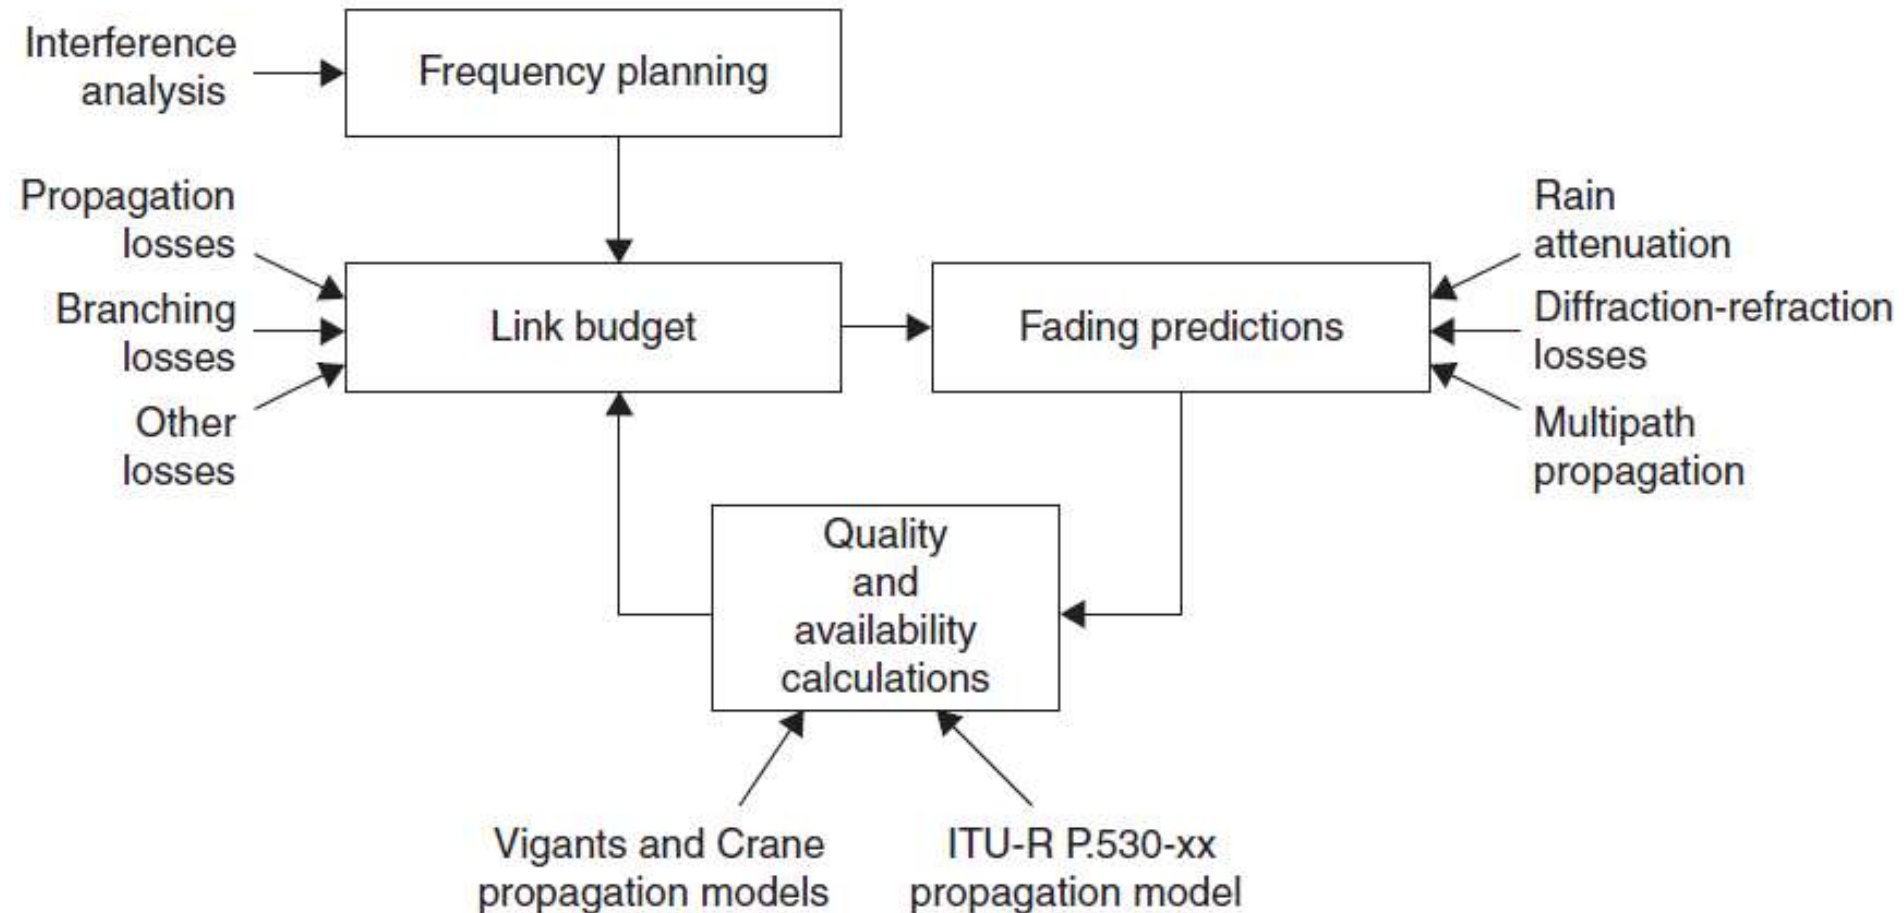 Interference
analysis
Frequency planning
Propagation
losses
Branching
losses
Other
losses
Link budget
Fading predictions
Rain
attenuation
Diffraction-refraction
losses
Multipath
propagation
Quality
and
availability
calculations
Vigants and Crane
propagation models
ITU-R P.530-xx
propagation model